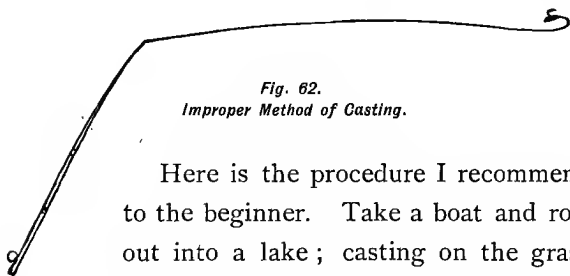 Fig. 62.
Improper Method of Casting.
Here is the procedure I recommen
to the beginner. Take a boat and ro
out into a lake ; casting on the gras